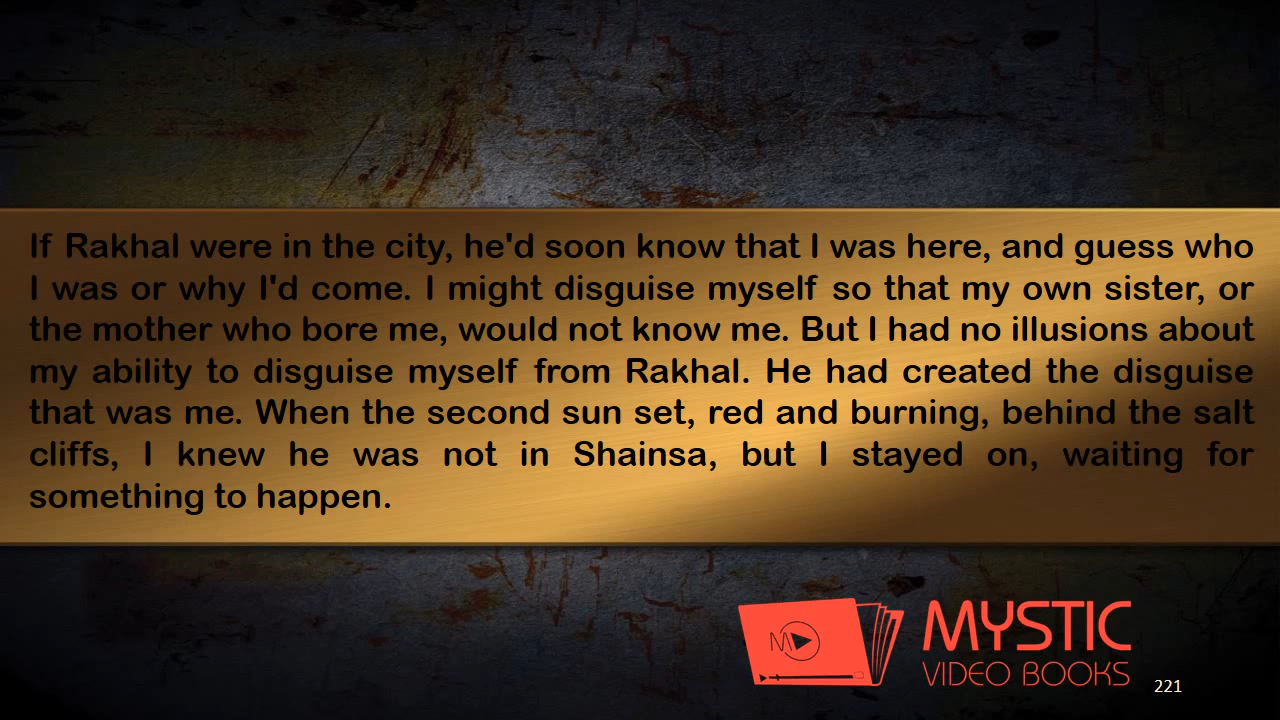 If Rakhal were in the city, he'd soon know that I was here, and guess who
I was or why I'd come. I might disguise myself so that my own sister, or
the mother who bore me, would not know me. But I had no illusions about
my ability to disguise myself from Rakhal. He had created the disguise
that was me. When the second sun set, red and burning, behind the salt
cliffs, I knew he was not in Shainsa, but I stayed on, waiting for
something to happen.
M
MYSTIC
VIDEO BOOKS
221